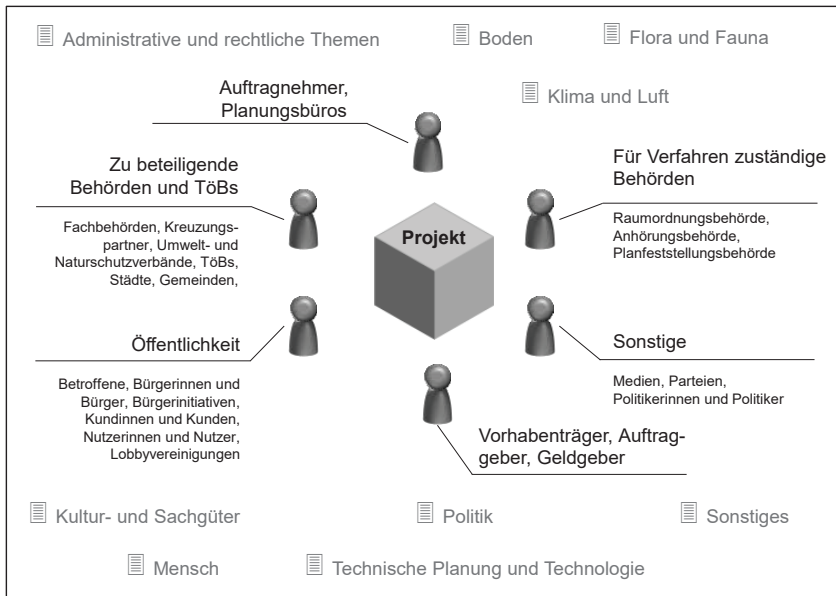 Administrative und rechtliche Themen
Boden
Flora und Fauna
Klima und Luft
Auftragnehmer,
Planungsbüros
Zu beteiligende
Behörden und TöBs
Fachbehörden, Kreuzungs-
partner, Umwelt- und
Naturschutzverbände, TöBs,
Städte, Gemeinden,
Für Verfahren zuständige
Behörden
Raumordnungsbehörde,
Anhörungsbehörde,
Planfeststellungsbehörde
Projekt
Öffentlichkeit
Betroffene, Bürgerinnen und
Bürger, Bürgerinitiativen,
Kundinnen und Kunden,
Nutzerinnen und Nutzer,
Lobbyvereinigungen
Sonstige
Medien, Parteien,
Politikerinnen und Politiker
Vorhabenträger, Auftrag-
geber, Geldgeber
Kultur- und Sachgüter
Politik
Sonstiges
Mensch
Technische Planung und Technologie